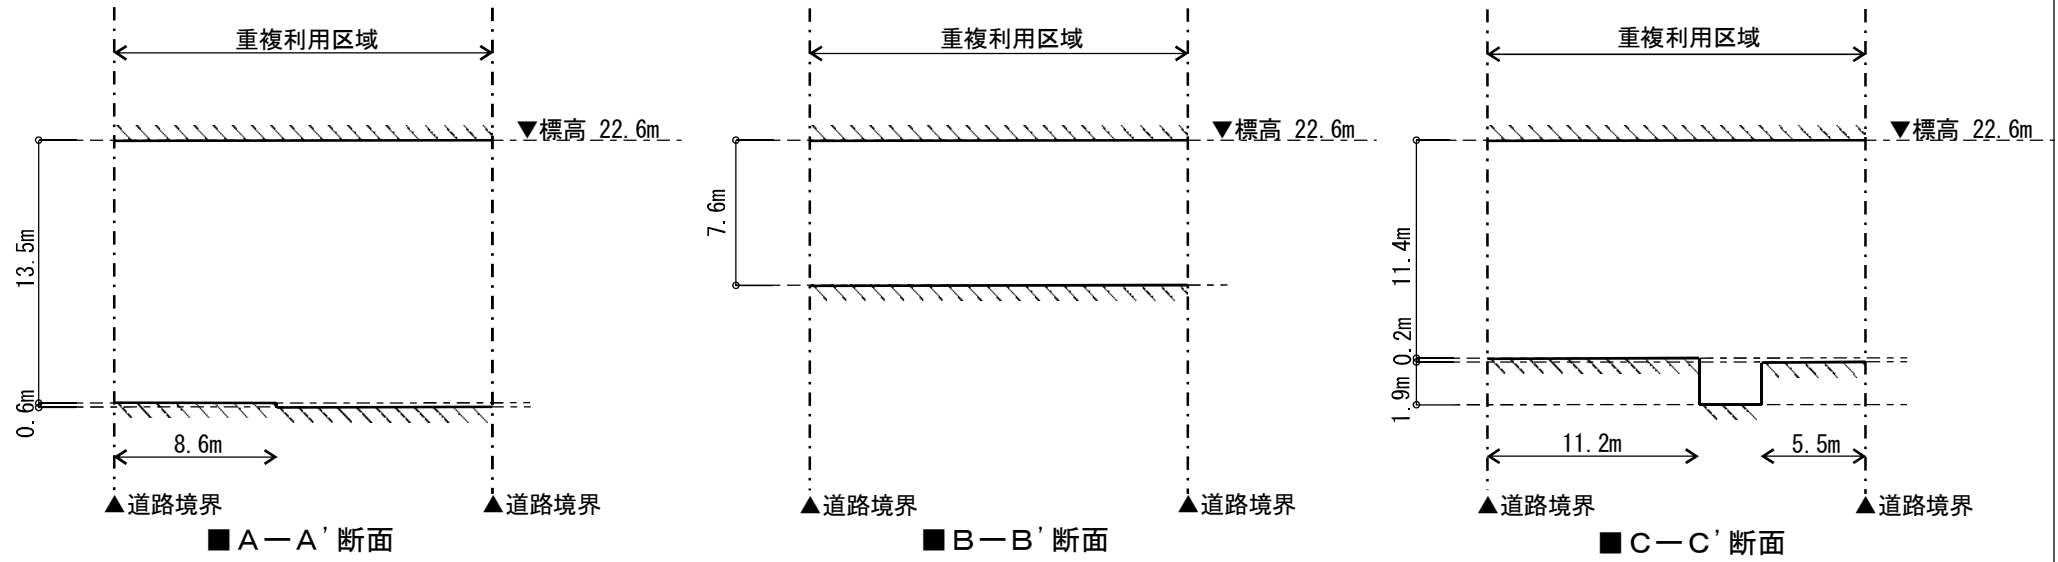 重複利用区域
▼標高 22.6m
13.5m
0.6m
8.6m
▲道路境界
▲道路境界
■A－A’断面
重複利用区域
▼標高 22.6m
7.6m
▲道路境界
▲道路境界
■B－B’断面
重複利用区域
▼標高 22.6m
11.4m
0.2m
1.9m
11.2m
5.5m
▲道路境界
▲道路境界
■C－C’断面